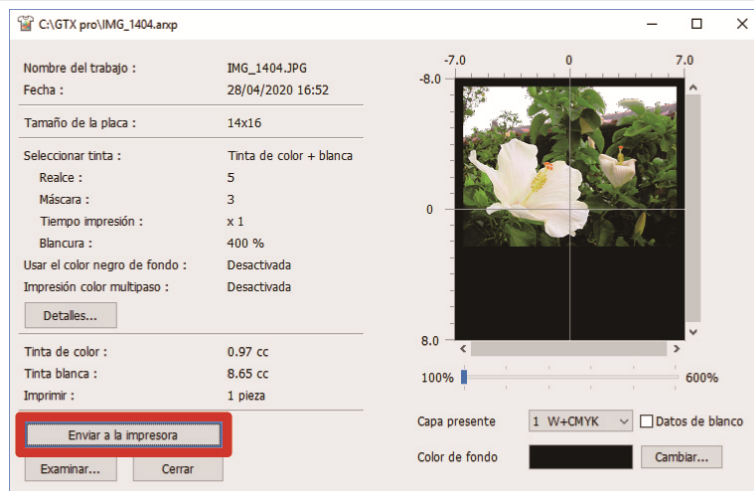 C:\GTX pro\IMG_1404.arxp
Nombre del trabajo : IMG_1404.JPG
Fecha : 28/04/2020 16:52
Tamaño de la placa : 14x16
Seleccionar tinta : Tinta de color + blanca
Realce : 5
Máscara : 3
Tiempo impresión : x 1
Blancura : 400 %
Usar el color negro de fondo : Desactivada
Impresión color multipaso : Desactivada
Detalles...
Tinta de color : 0.97 cc
Tinta blanca : 8.65 cc
Imprimir : 1 pieza
Enviar a la impresora
Examinar... Cerrar
-7.0 0 7.0
-8.0
0
8.0
100% 600%
Capa presente 1 W+CMYK Datos de blanco
Color de fondo Cambiar...